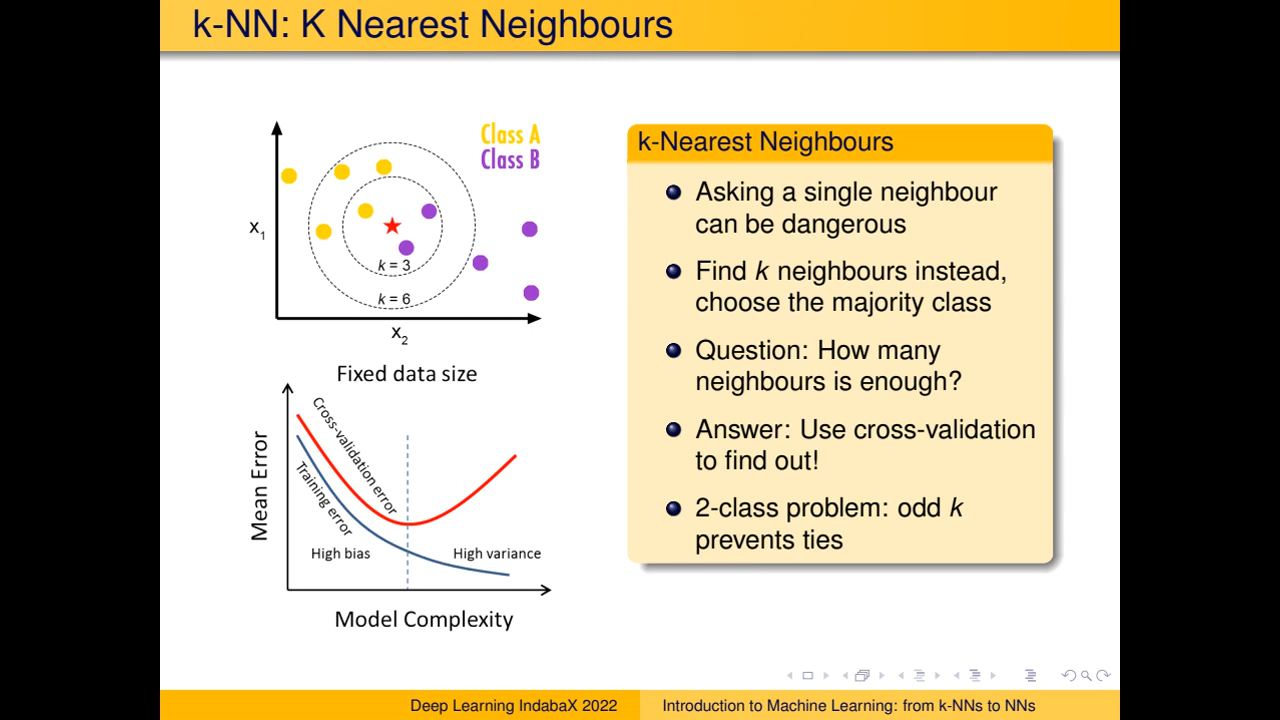 k-NN: K Nearest Neighbours
Class A
Class B
x1
k = 3
k = 6
x2
Fixed data size
Mean Error
Cross-validation error
Training error
High bias
High variance
Model Complexity
k-Nearest Neighbours
Asking a single neighbour
can be dangerous
Find k neighbours instead,
choose the majority class
Question: How many
neighbours is enough?
Answer: Use cross-validation
to find out!
2-class problem: odd k
prevents ties
Deep Learning IndabaX 2022
Introduction to Machine Learning: from k-NNs to NNs